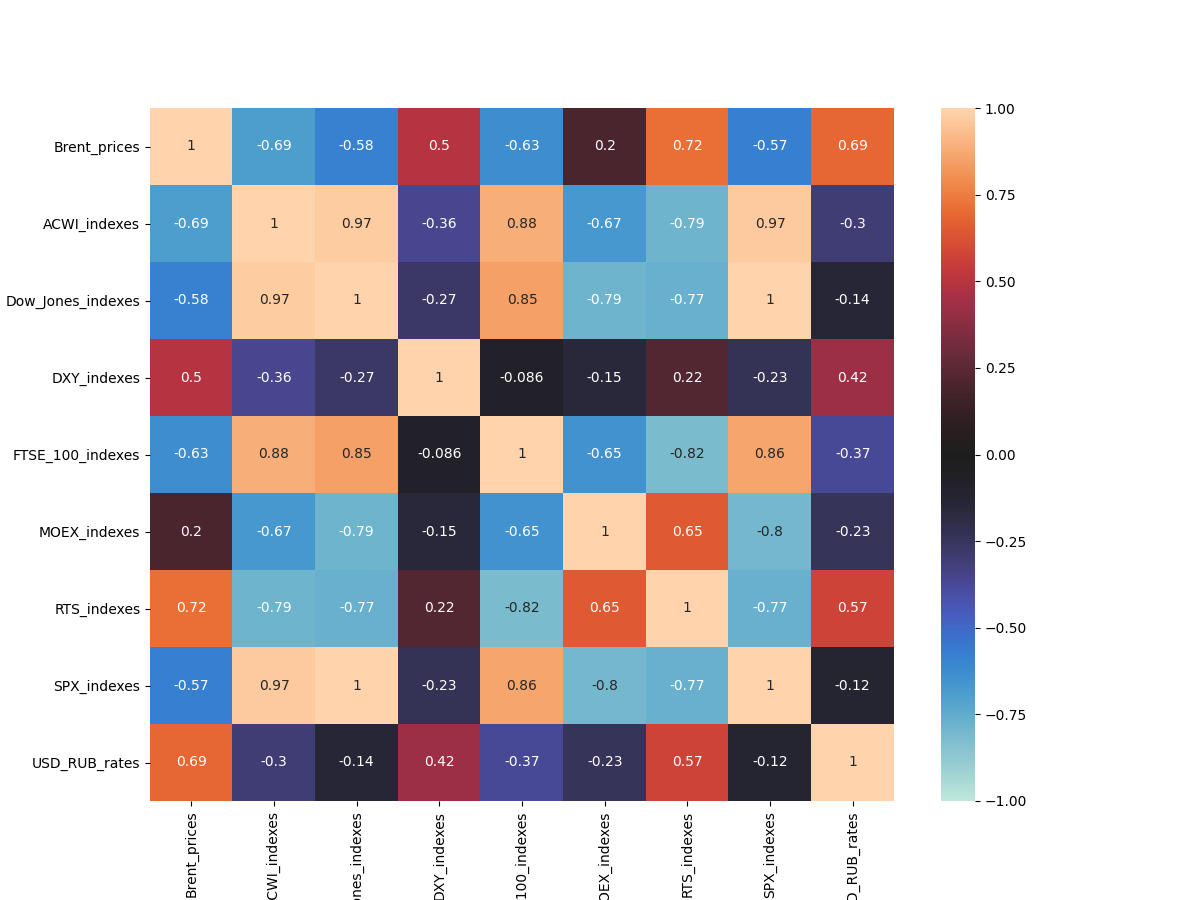 Brent_prices 1 -0.69 -0.58 0.5 -0.63 0.2 0.72 -0.57 0.69
ACWI_indexes -0.69 1 0.97 -0.36 0.88 -0.67 -0.79 0.97 -0.3
Dow_Jones_indexes -0.58 0.97 1 -0.27 0.85 -0.79 -0.77 1 -0.14
DXY_indexes 0.5 -0.36 -0.27 1 -0.086 -0.15 0.22 -0.23 0.42
FTSE_100_indexes -0.63 0.88 0.85 -0.086 1 -0.65 -0.82 0.86 -0.37
MOEX_indexes 0.2 -0.67 -0.79 -0.15 -0.65 1 0.65 -0.8 -0.23
RTS_indexes 0.72 -0.79 -0.77 0.22 -0.82 0.65 1 -0.77 0.57
SPX_indexes -0.57 0.97 1 -0.23 0.86 -0.8 -0.77 1 -0.12
USD_RUB_rates 0.69 -0.3 -0.14 0.42 -0.37 -0.23 0.57 -0.12 1
Brent_prices
CWI_indexes
ones_indexes
DXY_indexes
100_indexes
OEX_indexes
RTS_indexes
SPX_indexes
D_RUB_rates
1.00
0.75
0.50
0.25
0.00
−0.25
−0.50
−0.75
−1.00